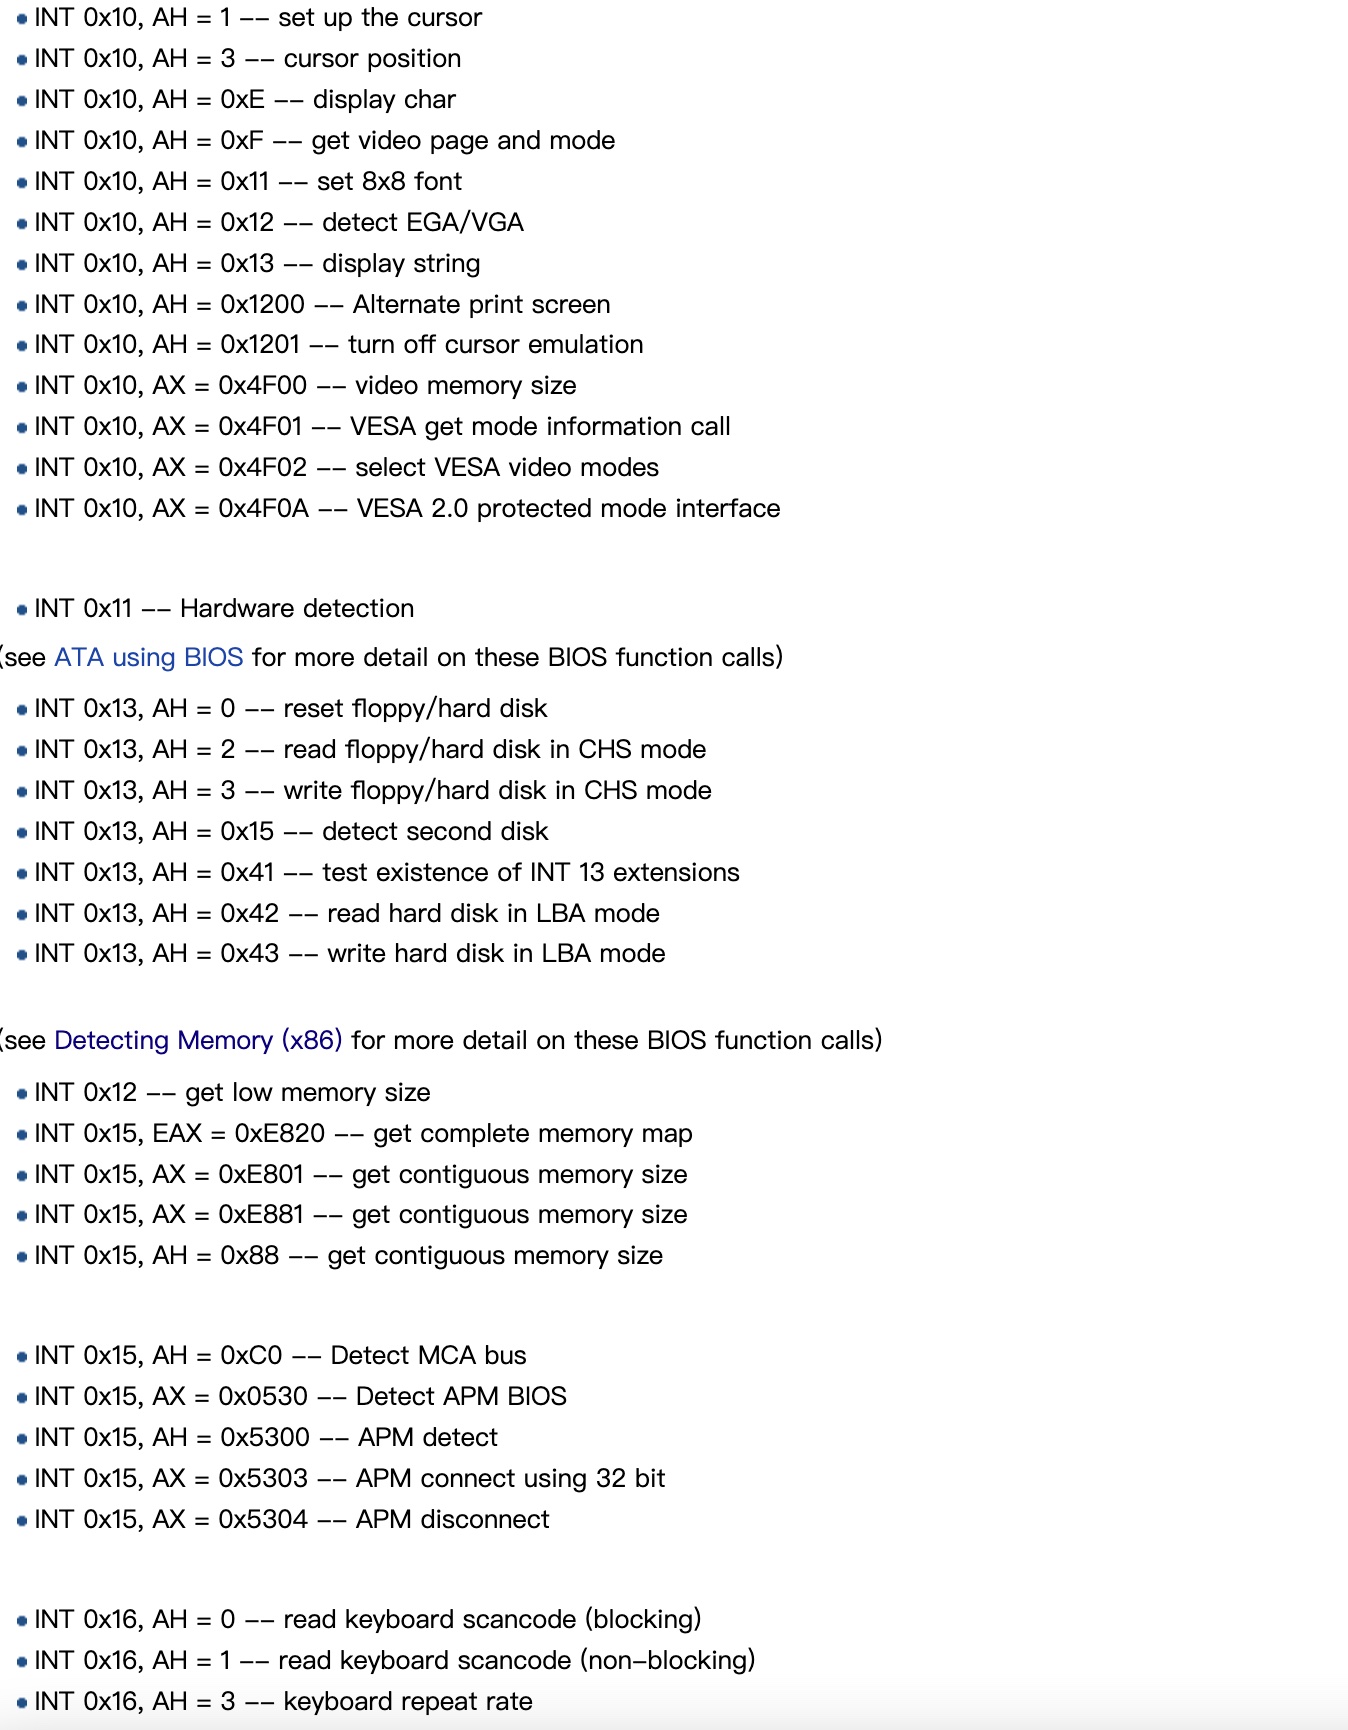 INT 0x10, AH = 1 -- set up the cursor
INT 0x10, AH = 3 -- cursor position
INT 0x10, AH = 0xE -- display char
INT 0x10, AH = 0xF -- get video page and mode
INT 0x10, AH = 0x11 -- set 8x8 font
INT 0x10, AH = 0x12 -- detect EGA/VGA
INT 0x10, AH = 0x13 -- display string
INT 0x10, AH = 0x1200 -- Alternate print screen
INT 0x10, AH = 0x1201 -- turn off cursor emulation
INT 0x10, AX = 0x4F00 -- video memory size
INT 0x10, AX = 0x4F01 -- VESA get mode information call
INT 0x10, AX = 0x4F02 -- select VESA video modes
INT 0x10, AX = 0x4F0A -- VESA 2.0 protected mode interface
INT 0x11 -- Hardware detection
(see ATA using BIOS for more detail on these BIOS function calls)
INT 0x13, AH = 0 -- reset floppy/hard disk
INT 0x13, AH = 2 -- read floppy/hard disk in CHS mode
INT 0x13, AH = 3 -- write floppy/hard disk in CHS mode
INT 0x13, AH = 0x15 -- detect second disk
INT 0x13, AH = 0x41 -- test existence of INT 13 extensions
INT 0x13, AH = 0x42 -- read hard disk in LBA mode
INT 0x13, AH = 0x43 -- write hard disk in LBA mode
(see Detecting Memory (x86) for more detail on these BIOS function calls)
INT 0x12 -- get low memory size
INT 0x15, EAX = 0xE820 -- get complete memory map
INT 0x15, AX = 0xE801 -- get contiguous memory size
INT 0x15, AX = 0xE881 -- get contiguous memory size
INT 0x15, AH = 0x88 -- get contiguous memory size
INT 0x15, AH = 0xC0 -- Detect MCA bus
INT 0x15, AX = 0x0530 -- Detect APM BIOS
INT 0x15, AH = 0x5300 -- APM detect
INT 0x15, AX = 0x5303 -- APM connect using 32 bit
INT 0x15, AX = 0x5304 -- APM disconnect
INT 0x16, AH = 0 -- read keyboard scancode (blocking)
INT 0x16, AH = 1 -- read keyboard scancode (non-blocking)
INT 0x16, AH = 3 -- keyboard repeat rate